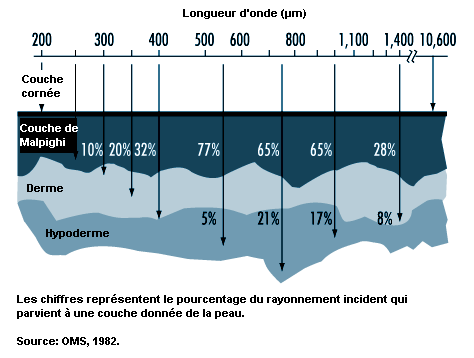 Longueur d'onde (µm)
200 300 400 500 600 1,100 1,400 10,600
Couche
cornée
Couche de
Malpighi
10% 20% 32% 77% 65% 65% 28%
Derme
5% 21% 17% 8%
Hypoderme
Les chiffres représentent le pourcentage du rayonnement incident qui
parvient à une couche donnée de la peau.
Source: OMS, 1982.